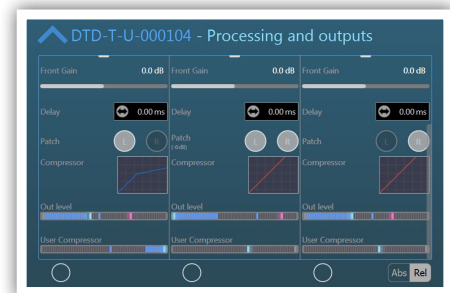 DTD-T-U-000104 - Processing and outputs
Front Gain 0.0 dB Front Gain 0.0 dB Front Gain 0.0 dB
Delay 0.00 ms Delay 0.00 ms Delay 0.00 ms
Patch L R Patch L R Patch L R
(-6dB)
Compressor Compressor Compressor
Out level Out level Out level
User Compressor User Compressor User Compressor
Abs Rel